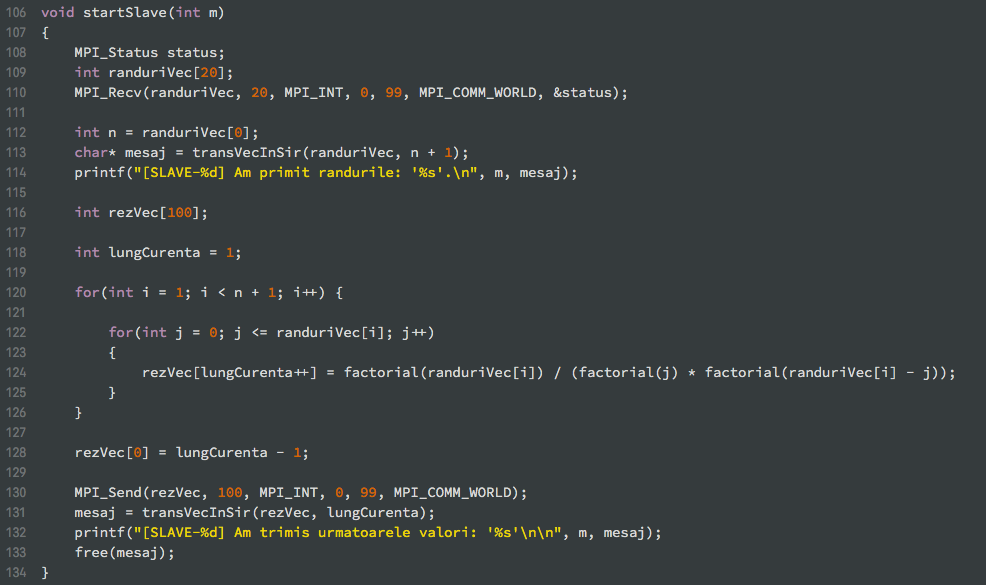 106 void startSlave(int m)
107 {
108     MPI_Status status;
109     int randuriVec[20];
110     MPI_Recv(randuriVec, 20, MPI_INT, 0, 99, MPI_COMM_WORLD, &status);
111
112     int n = randuriVec[0];
113     char* mesaj = transVecInSir(randuriVec, n + 1);
114     printf("[SLAVE-%d] Am primit randurile: '%s'.\n", m, mesaj);
115
116     int rezVec[100];
117
118     int lungCurenta = 1;
119
120     for(int i = 1; i < n + 1; i++) {
121
122         for(int j = 0; j <= randuriVec[i]; j++)
123         {
124             rezVec[lungCurenta++] = factorial(randuriVec[i]) / (factorial(j) * factorial(randuriVec[i] - j));
125         }
126     }
127
128     rezVec[0] = lungCurenta - 1;
129
130     MPI_Send(rezVec, 100, MPI_INT, 0, 99, MPI_COMM_WORLD);
131     mesaj = transVecInSir(rezVec, lungCurenta);
132     printf("[SLAVE-%d] Am trimis urmatoarele valori: '%s'\n\n", m, mesaj);
133     free(mesaj);
134 }